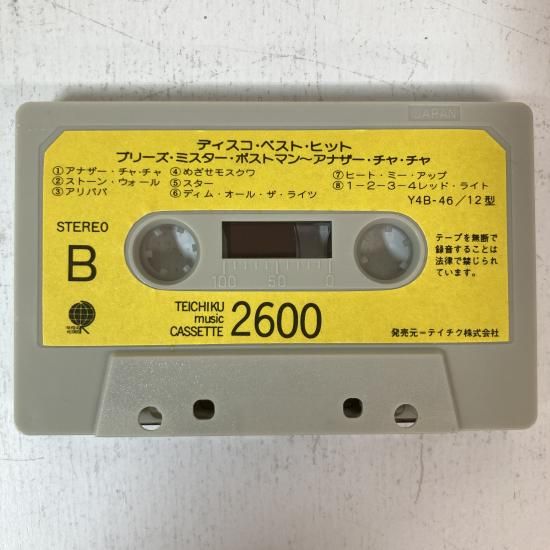 JAPAN
ディスコ・ベスト・ヒット
プリーズ・ミスター・ポストマン～アナザー・チャ・チャ
①アナザー・チャ・チャ ④めざせモスクワ ⑦ヒート・ミー・アップ
②ストーン・ウォール ⑤スター ⑧1-2-3-4レッド・ライト
③アリババ ⑥ディム・オール・ザ・ライツ
Y4B-46/12型
STEREO
B
テープを無断で
録音することは
法律で禁じられ
ています。
100 50 0
TEICHIKU
music
CASSETTE
2600
発売元－テイチク株式会社